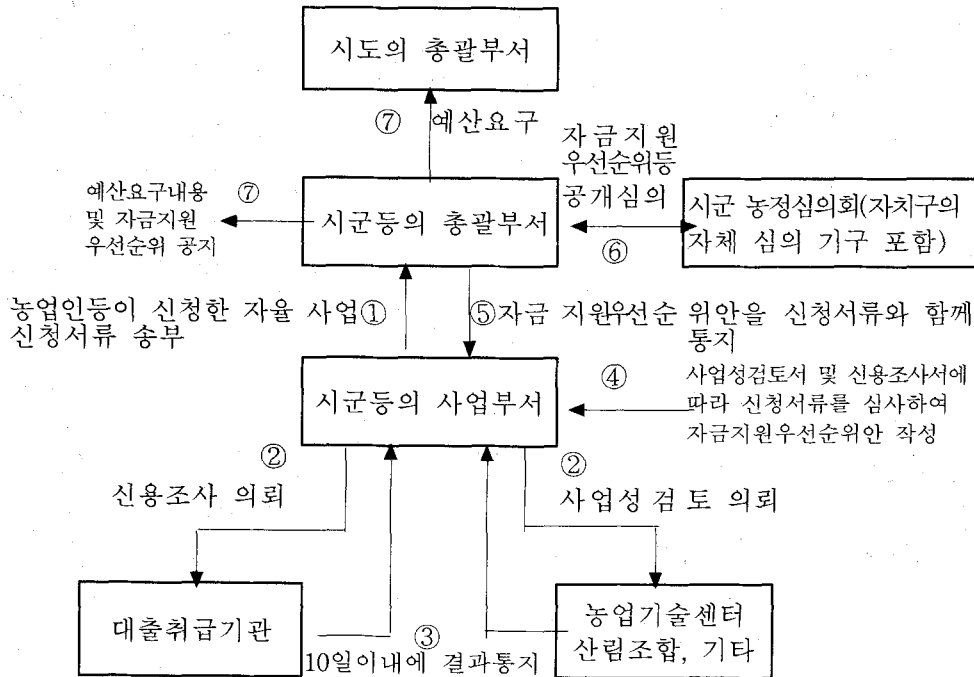 시도의 총괄부서
⑦ 예산요구
자금지원
우선순위등
공개심의
예산요구내용 ⑦
및 자금지원
우선순위 공지
시군등의 총괄부서
⑥
시군 농정심의회(자치구의
자체 심의 기구 포함)
농업인등이 신청한 자율 사업①
신청서류 송부
⑤자금 지원우선순 위안을 신청서류와 함께
통지
시군등의 사업부서
④
사업성검토서 및 신용조사서에
따라 신청서류를 심사하여
자금지원우선순위안 작성
②
신용조사 의뢰
②
사업성검토 의뢰
대출취급기관
③
10일이내에 결과통지
농업기술센터
산림조합, 기타